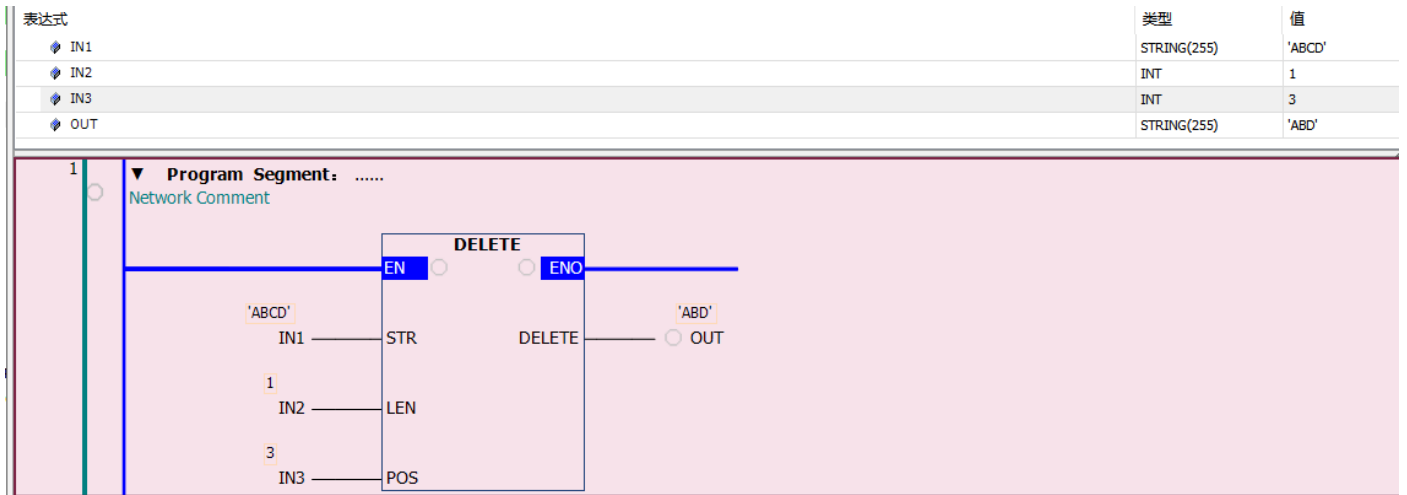 表达式 类型 值
IN1 STRING(255) 'ABCD'
IN2 INT 1
IN3 INT 3
OUT STRING(255) 'ABD'
1 ▼ Program Segment： ......
Network Comment
DELETE
EN ENO
'ABCD' 'ABD'
IN1 STR DELETE OUT
1
IN2 LEN
3
IN3 POS